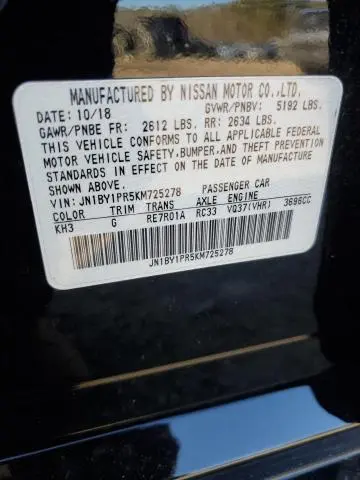 MANUFACTURED BY NISSAN MOTOR CO.,LTD.
DATE: 10/18 GVWR/PNBV: 5192 LBS.
GAWR/PNBE FR: 2612 LBS. RR: 2634 LBS.
THIS VEHICLE CONFORMS TO ALL APPLICABLE FEDERAL
MOTOR VEHICLE SAFETY, BUMPER, AND THEFT PREVENTION
STANDARDS IN EFFECT ON THE DATE OF MANUFACTURE
SHOWN ABOVE.
VIN: JN1BY1PR5KM725278 PASSENGER CAR
COLOR TRIM TRANS AXLE ENGINE
KH3 G RE7R01A RC33 VQ37(VHR) 3696CC
JN1BY1PR5KM725278